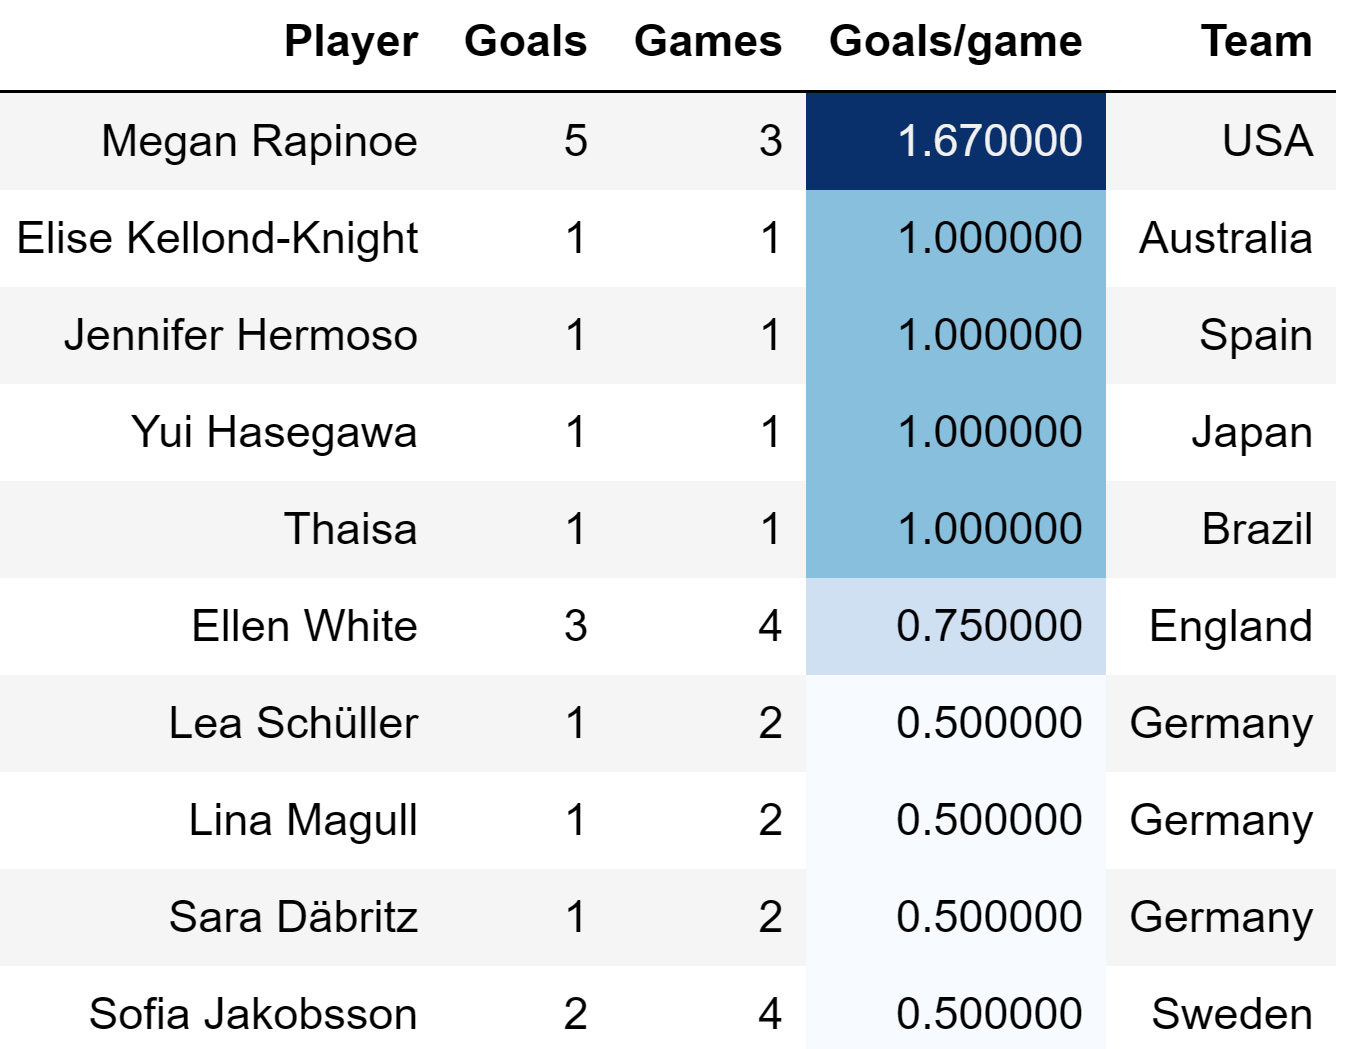 Player Goals Games Goals/game Team
Megan Rapinoe 5 3 1.670000 USA
Elise Kellond-Knight 1 1 1.000000 Australia
Jennifer Hermoso 1 1 1.000000 Spain
Yui Hasegawa 1 1 1.000000 Japan
Thaisa 1 1 1.000000 Brazil
Ellen White 3 4 0.750000 England
Lea Schüller 1 2 0.500000 Germany
Lina Magull 1 2 0.500000 Germany
Sara Däbritz 1 2 0.500000 Germany
Sofia Jakobsson 2 4 0.500000 Sweden